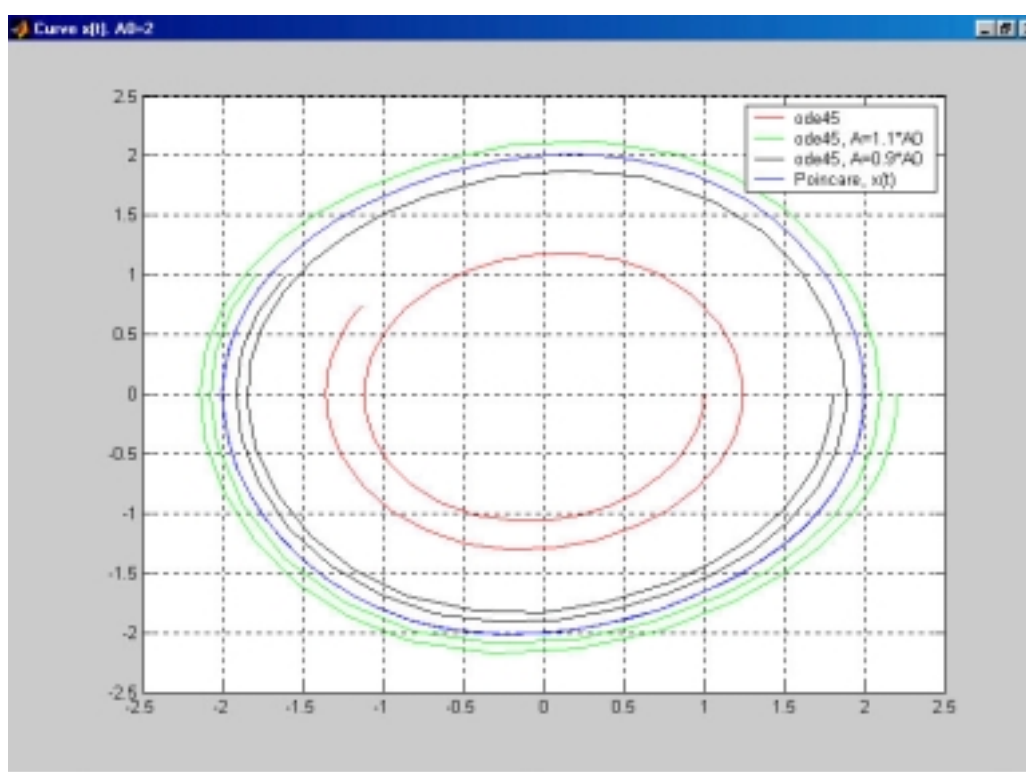 Curve x(t). A0=2
2.5
ode45
ode45, A=1.1*A0
2
ode45, A=0.9*A0
Poincare, x(t)
1.5
1
0.5
0
-0.5
-1
-1.5
-2
-2.5
-2.5 -2 -1.5 -1 -0.5 0 0.5 1 1.5 2 2.5